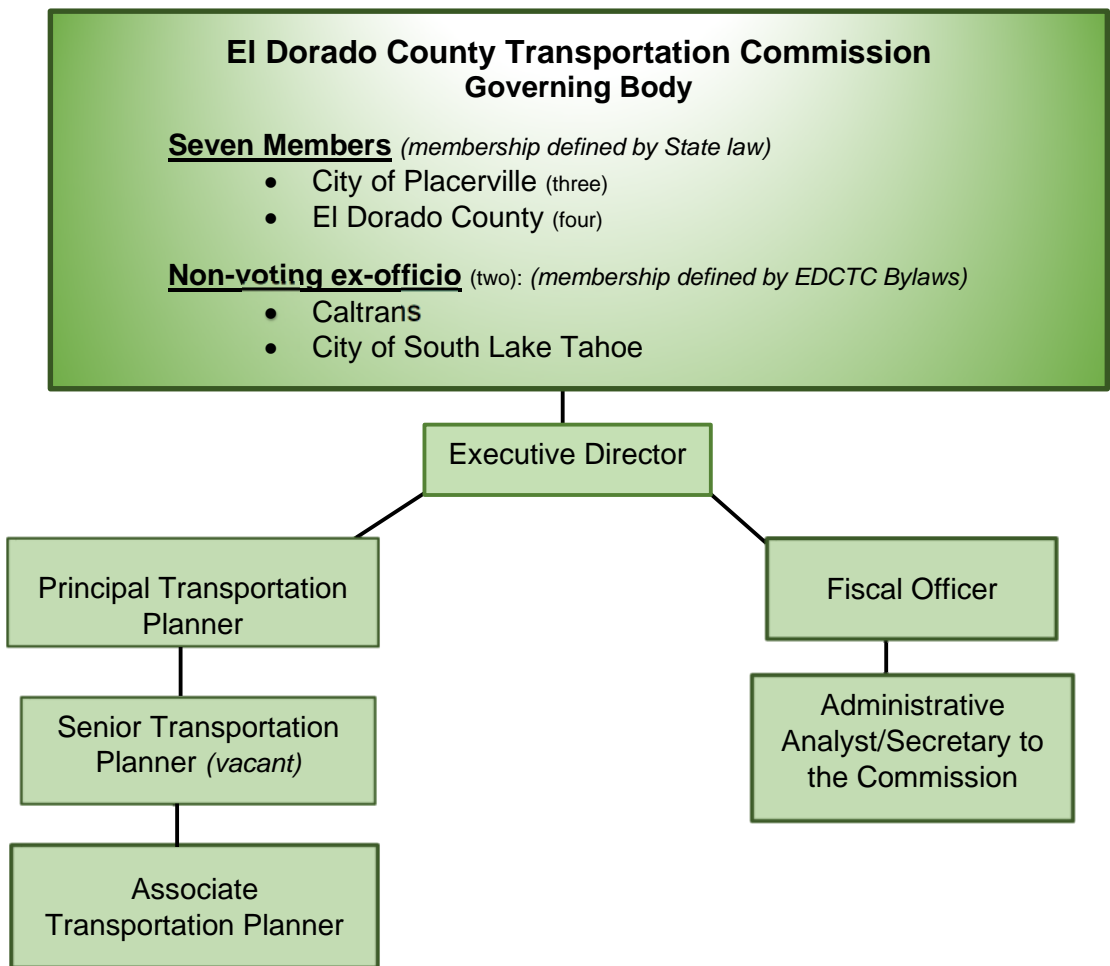 El Dorado County Transportation Commission
Governing Body
Seven Members (membership defined by State law)
• City of Placerville (three)
• El Dorado County (four)
Non-voting ex-officio (two): (membership defined by EDCTC Bylaws)
• Caltrans
• City of South Lake Tahoe
Executive Director
Principal Transportation
Planner
Senior Transportation
Planner (vacant)
Associate
Transportation Planner
Fiscal Officer
Administrative
Analyst/Secretary to
the Commission